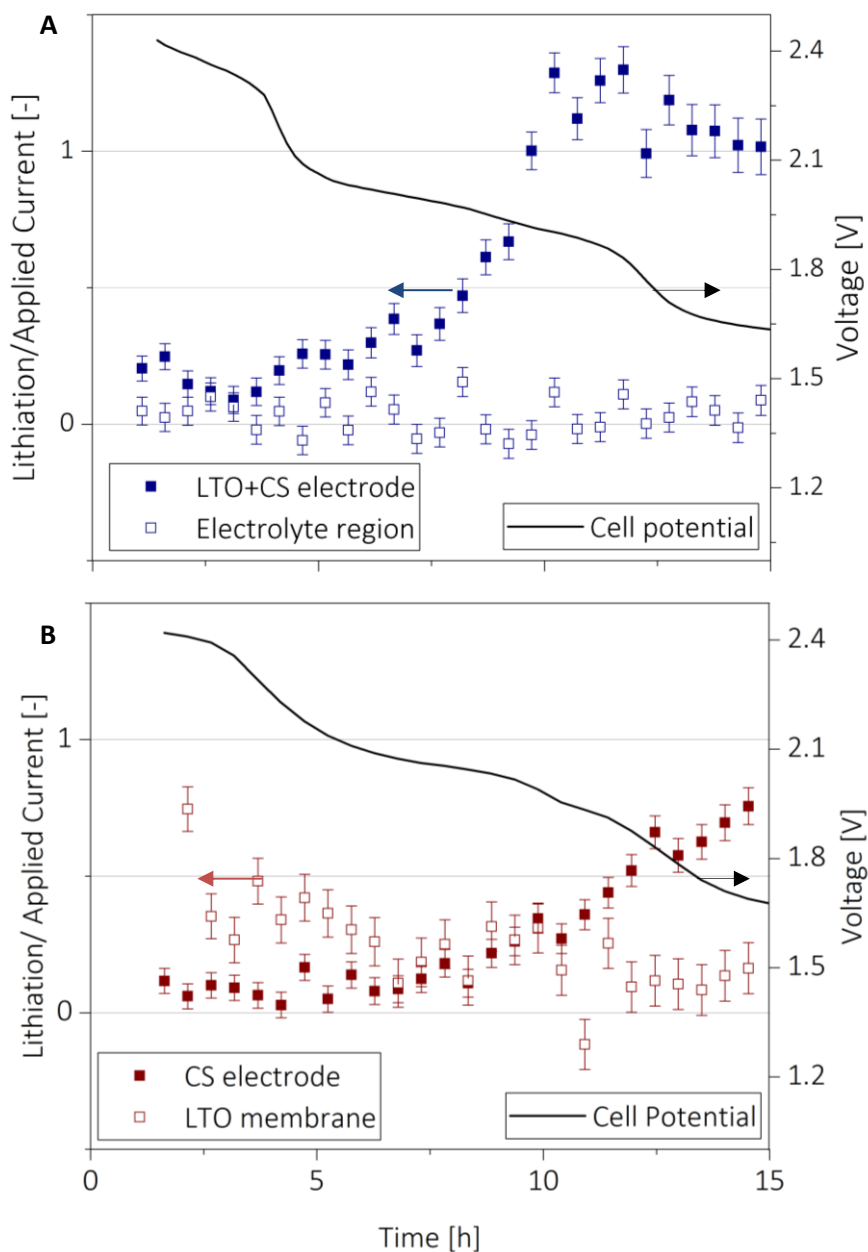 A
Lithiation/Applied Current [-]
1
0
2.4
2.1
1.8
1.5
1.2
Voltage [V]
LTO+CS electrode
Electrolyte region
Cell potential
B
Lithiation/ Applied Current [-]
1
0
2.4
2.1
1.8
1.5
1.2
Voltage [V]
CS electrode
LTO membrane
Cell Potential
0
5
10
15
Time [h]